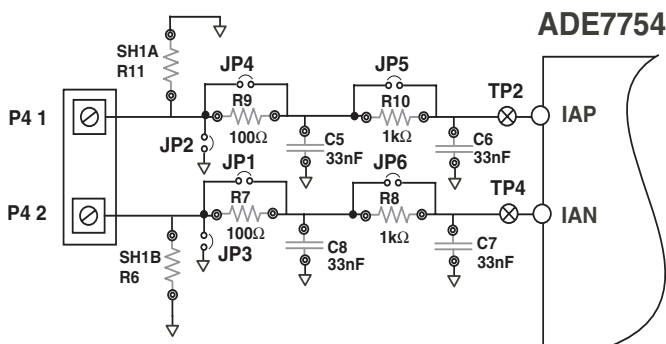 ADE7754
SH1A
R11
JP4
JP5
R9
R10
TP2
P4 1
IAP
100Ω
1kΩ
JP2
C5
33nF
C6
33nF
JP1
JP6
R7
R8
TP4
P4 2
IAN
100Ω
1kΩ
SH1B
R6
JP3
C8
33nF
C7
33nF